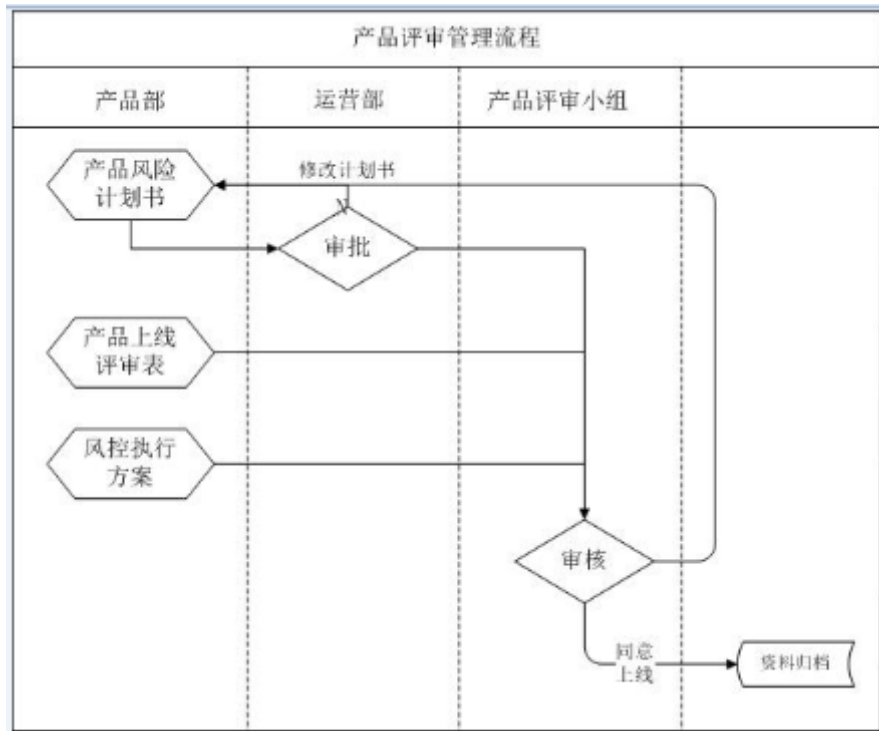 产品评审管理流程
产品部
运营部
产品评审小组
产品风险
计划书
修改计划书
审批
产品上线
评审表
风控执行
方案
审核
同意
上线
资料归档